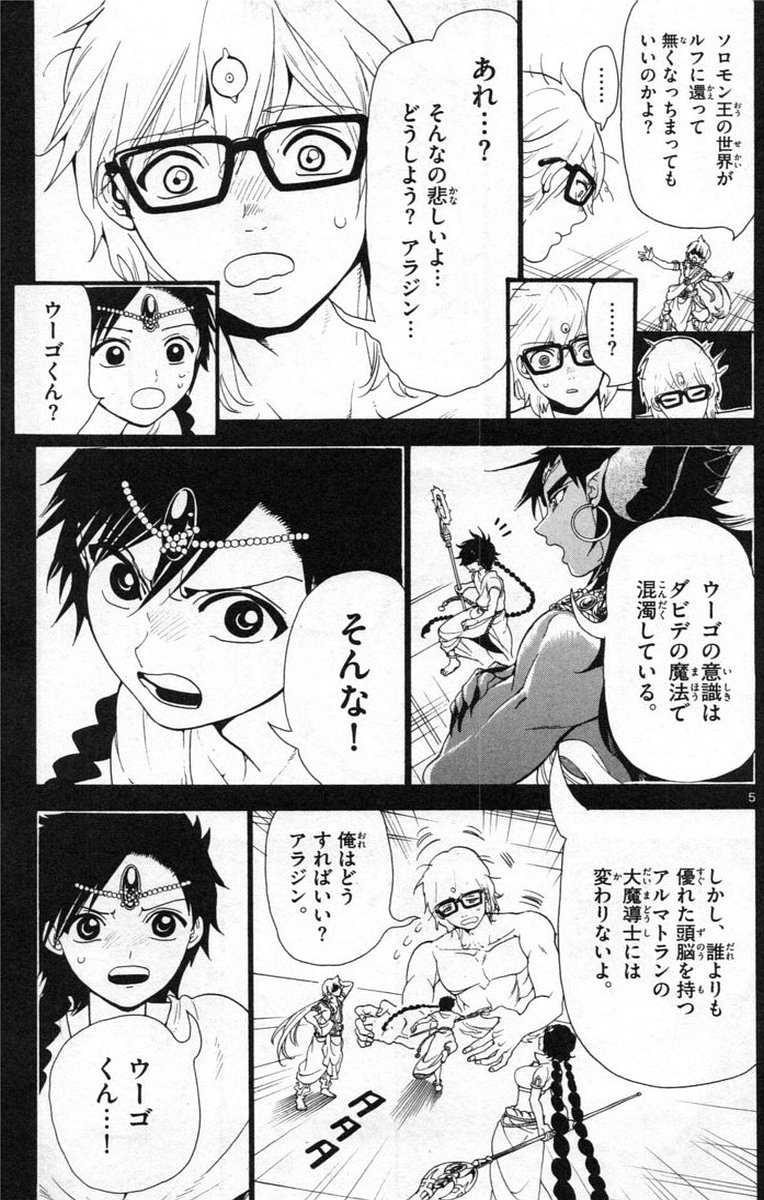 ソロモン王の世界が
ルフに還って
無くなっちまっても
いいのかよ?
……
……?
あれ…?
そんなの悲しいよ…
どうしよう? アラジン…
ウーゴくん?
ウーゴの意識は
ダビデの魔法で
混濁している。
そんな!
5
しかし、誰よりも
優れた頭脳を持つ
アルマトランの
大魔導士には
変わりないよ。
俺はどう
すればいい?
アラジン。
ウーゴ
くん…!